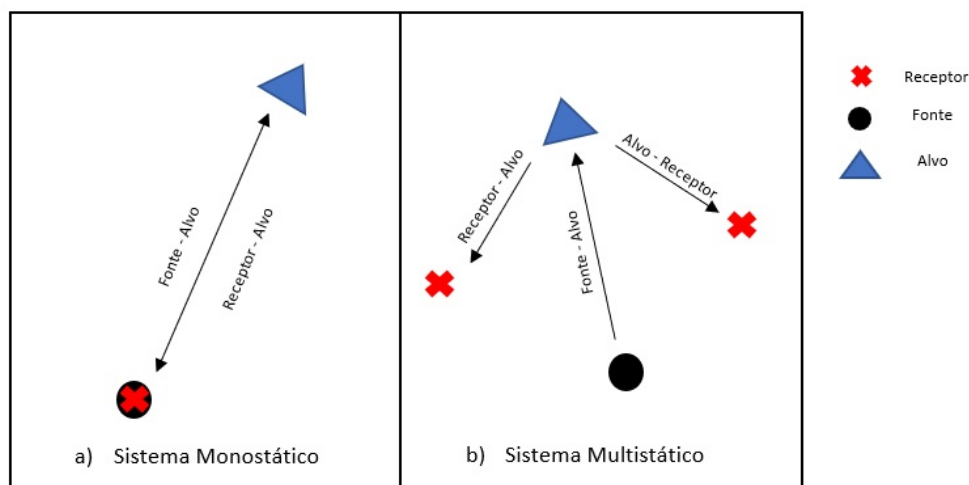 Fonte - Alvo
Receptor - Alvo
a) Sistema Monostático
Receptor - Alvo
Fonte - Alvo
Alvo - Receptor
b) Sistema Multistático
Receptor
Fonte
Alvo